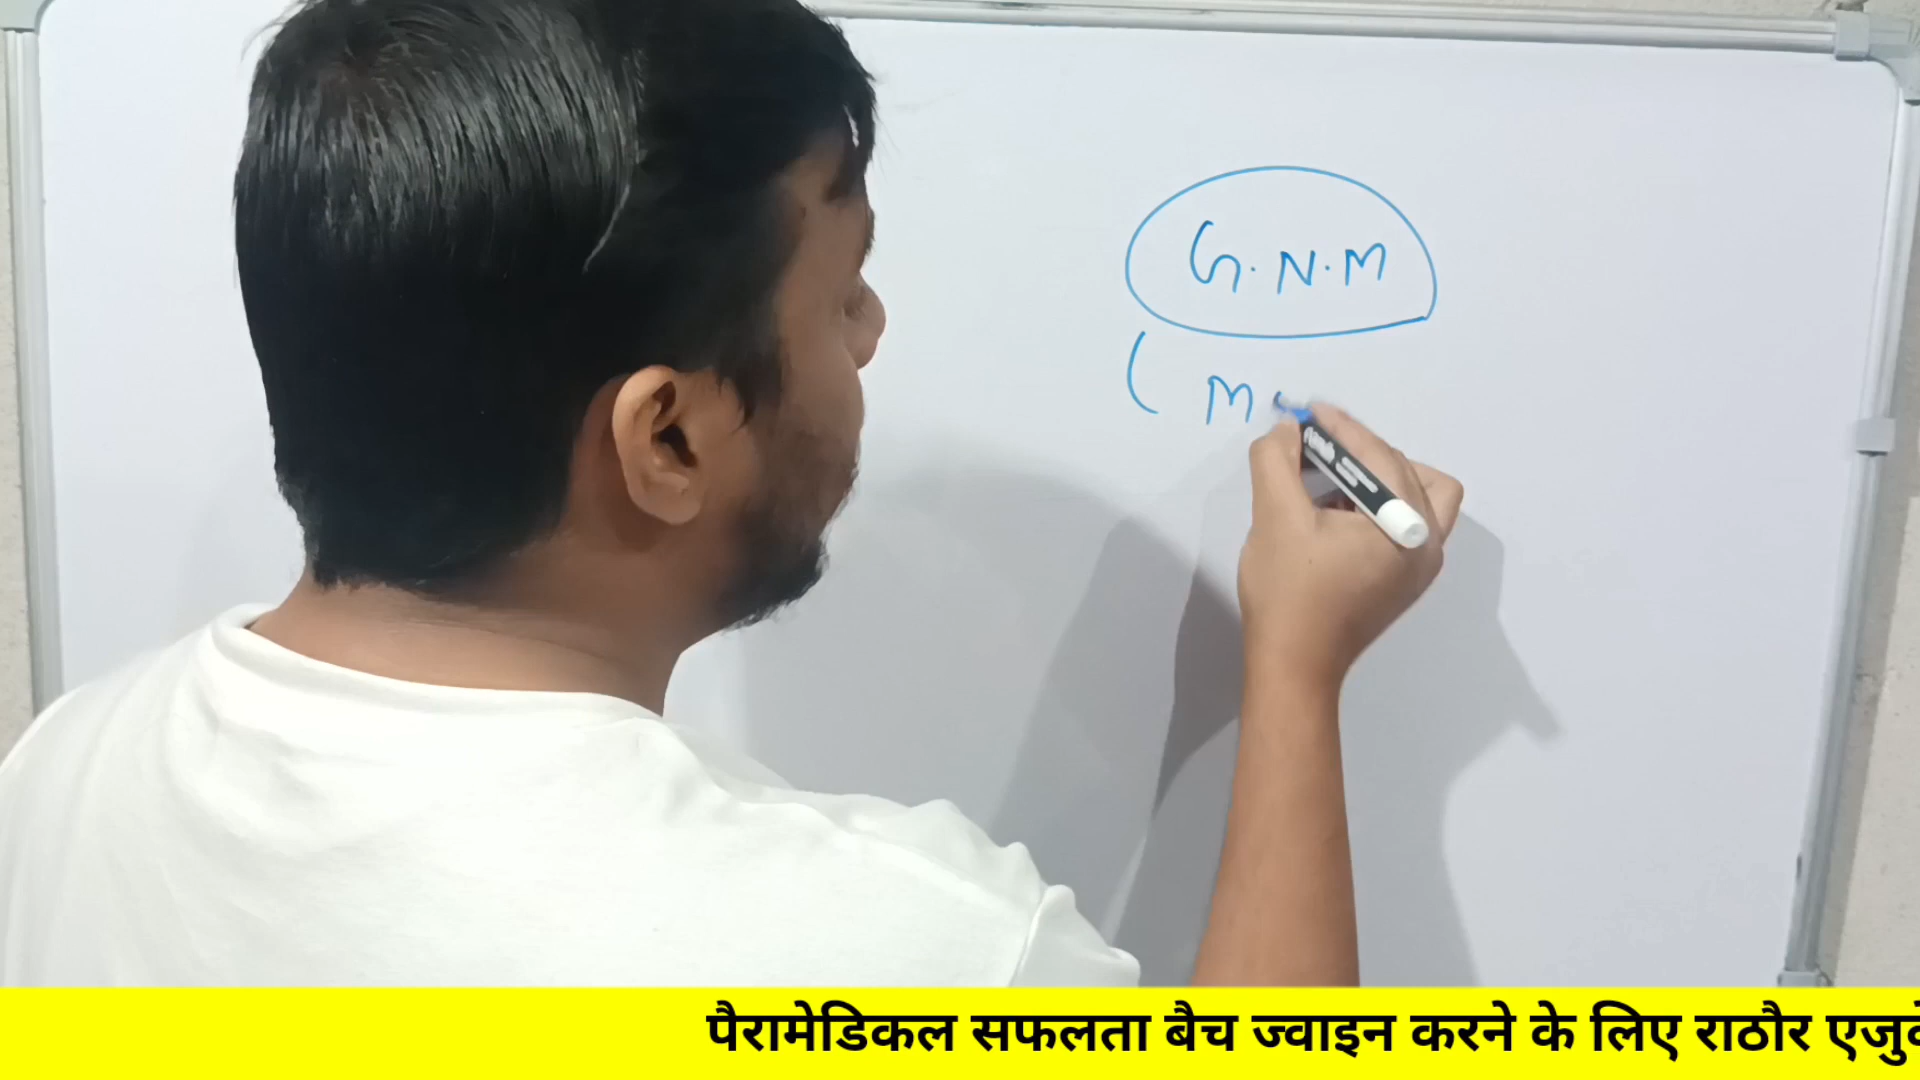 G.N.M
( M
पैरामेडिकल सफलता बैच ज्वाइन करने के लिए राठौर